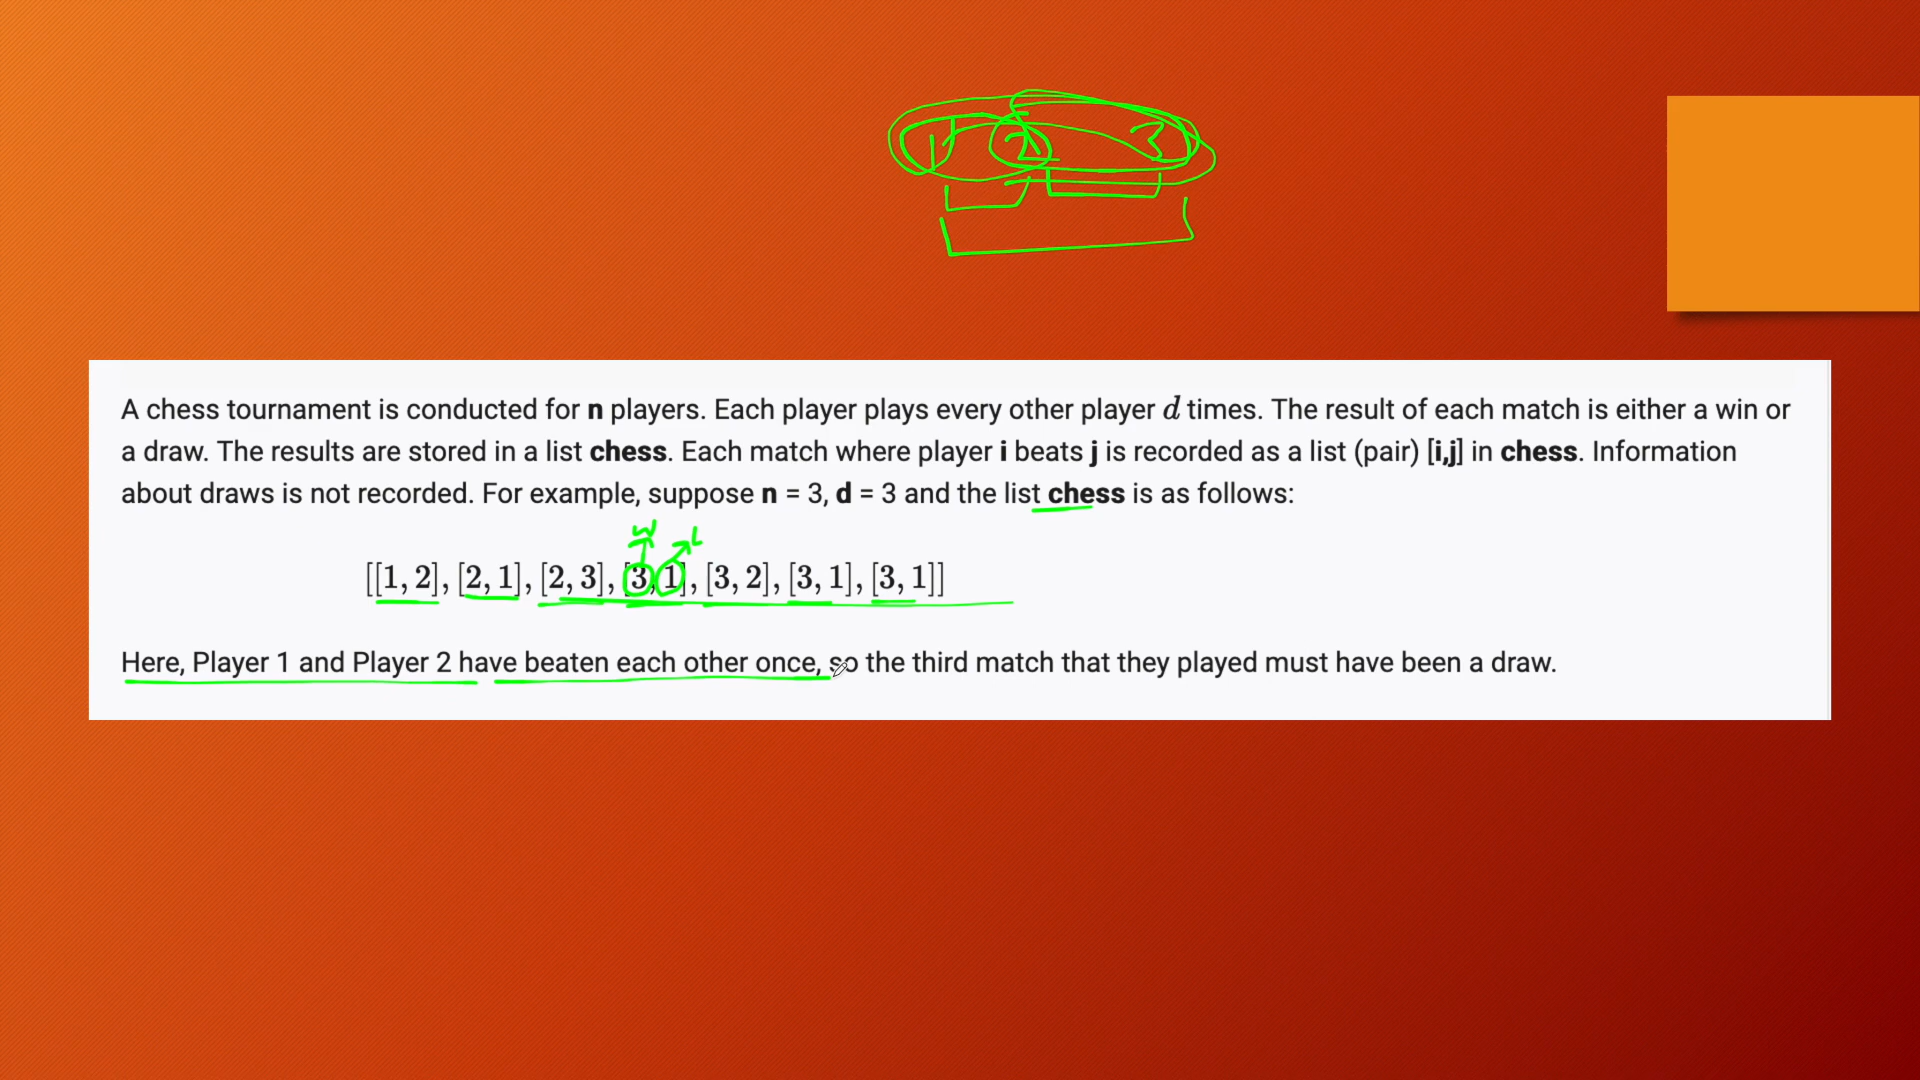 1 2 3
A chess tournament is conducted for n players. Each player plays every other player d times. The result of each match is either a win or
a draw. The results are stored in a list chess. Each match where player i beats j is recorded as a list (pair) [i,j] in chess. Information
about draws is not recorded. For example, suppose n = 3, d = 3 and the list chess is as follows:
W L
[[1, 2], [2, 1], [2, 3], [3, 1], [3, 2], [3, 1], [3, 1]]
Here, Player 1 and Player 2 have beaten each other once, so the third match that they played must have been a draw.